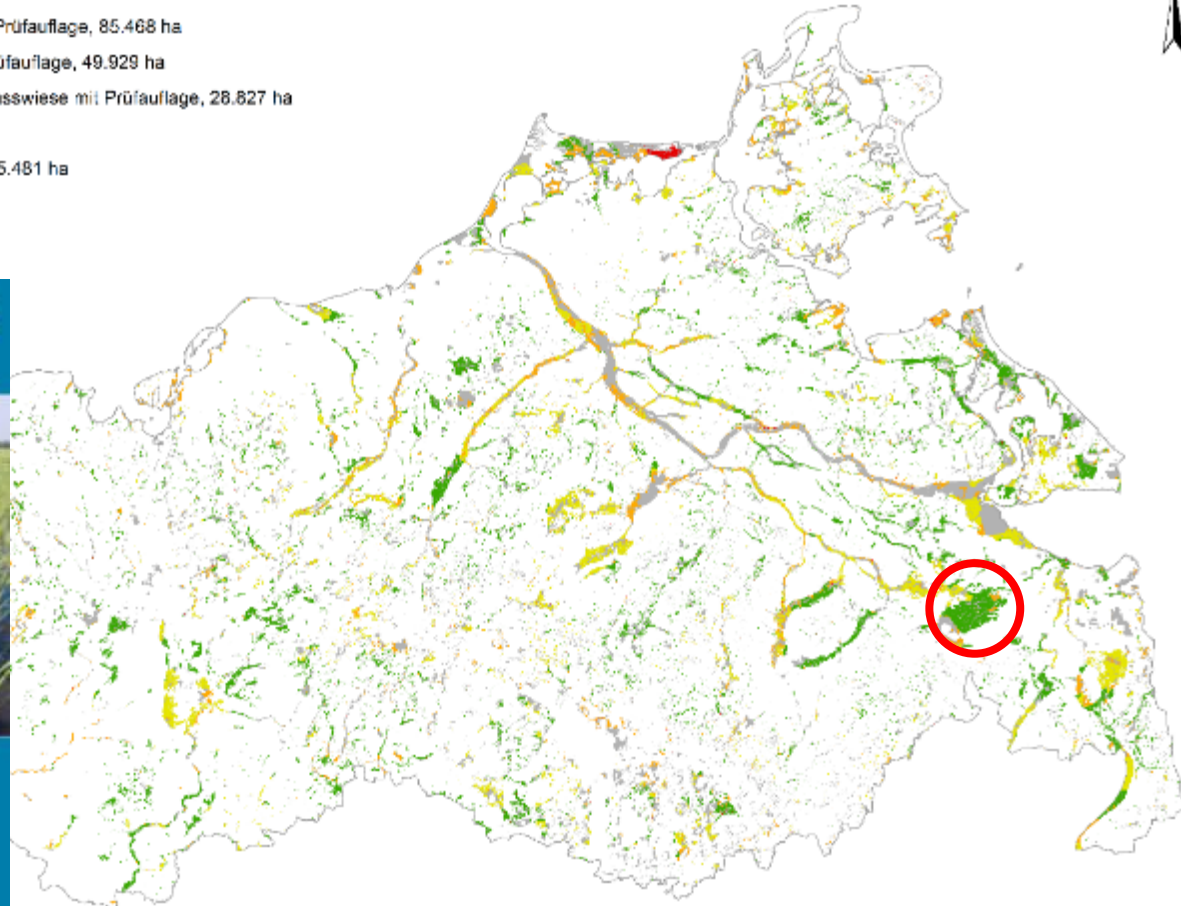 Prüfauflage, 85.468 ha
üfauflage, 49.929 ha
sswiese mit Prüfauflage, 28.827 ha
5.481 ha